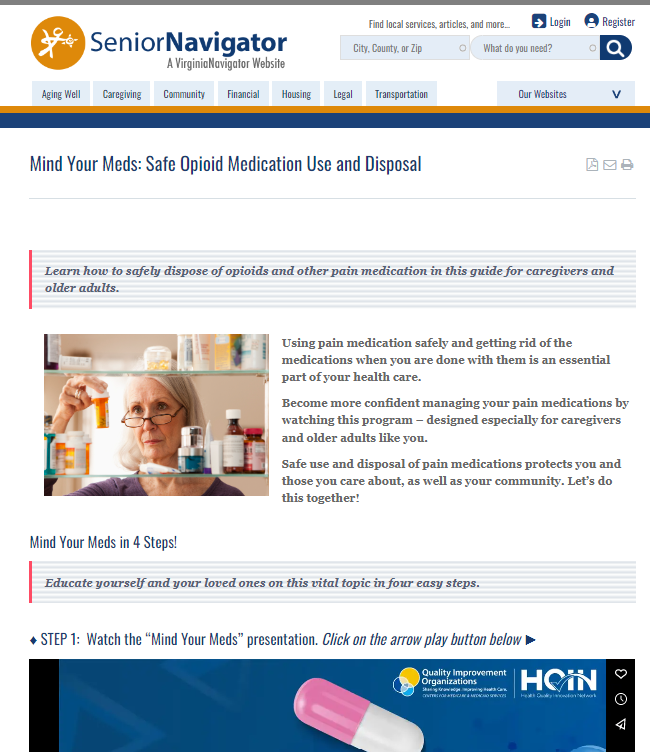 Find local services, articles, and more...
Login
Register
SeniorNavigator
A VirginiaNavigator Website
City, County, or Zip
What do you need?
Aging Well
Caregiving
Community
Financial
Housing
Legal
Transportation
Our Websites
Mind Your Meds: Safe Opioid Medication Use and Disposal
Learn how to safely dispose of opioids and other pain medication in this guide for caregivers and
older adults.
Using pain medication safely and getting rid of the
medications when you are done with them is an essential
part of your health care.
Become more confident managing your pain medications by
watching this program – designed especially for caregivers
and older adults like you.
Safe use and disposal of pain medications protects you and
those you care about, as well as your community. Let's do
this together!
Mind Your Meds in 4 Steps!
Educate yourself and your loved ones on this vital topic in four easy steps.
♦ STEP 1: Watch the “Mind Your Meds” presentation. Click on the arrow play button below ►
Quality Improvement
Organizations
Sharing Knowledge. Improving Health Care.
CENTERS FOR MEDICARE & MEDICAID SERVICES
HQIN
Health Quality Innovation Network